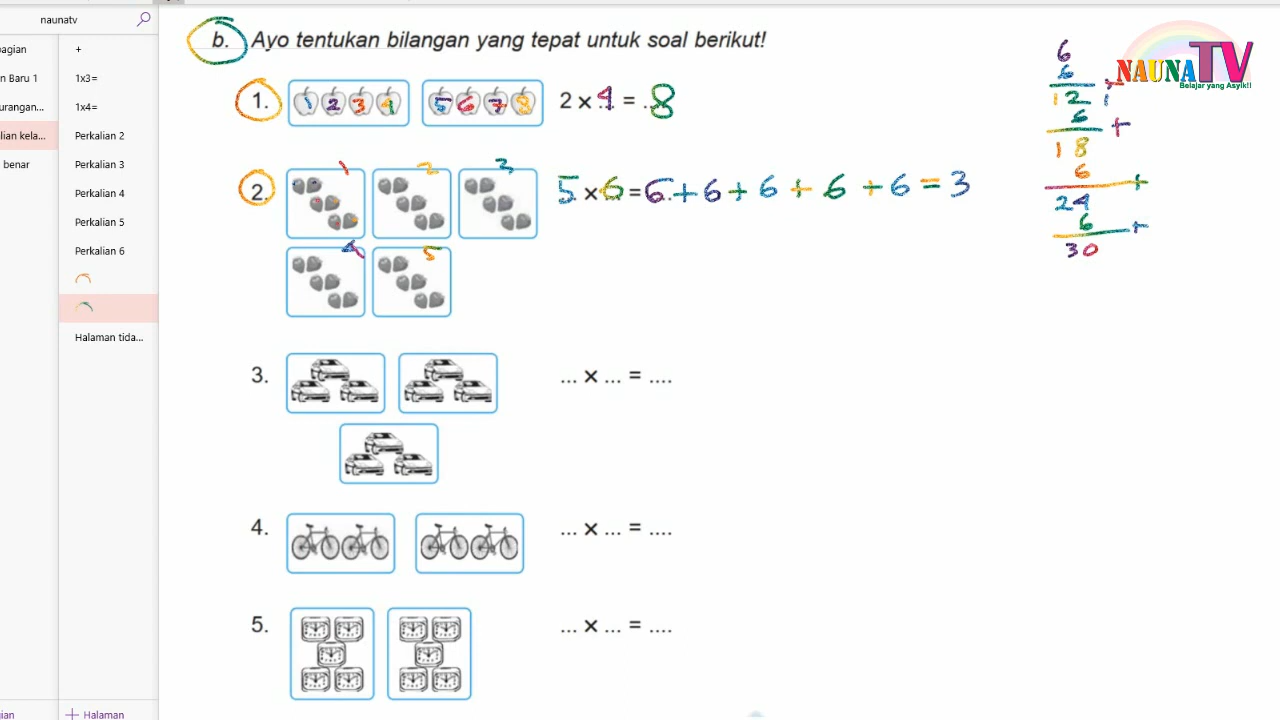 naunatv
agian
n Baru 1
urangan...
lian kela...
benar
+
1x3=
1x4=
Perkalian 2
Perkalian 3
Perkalian 4
Perkalian 5
Perkalian 6
Halaman tida...
gian
+ Halaman
b. Ayo tentukan bilangan yang tepat untuk soal berikut!
1. 1 2 3 4 5 6 7 8 2 x 4 = 8
2. 1 2 3 5 x 6 = 6 + 6 + 6 + 6 + 6 = 3
4 5
3. ... x ... = ....
4. ... x ... = ....
5. ... x ... = ....
6
6 +
12 1
6 +
18
6 +
24
6 +
30
NAUNA TV
Belajar yang Asyik!!